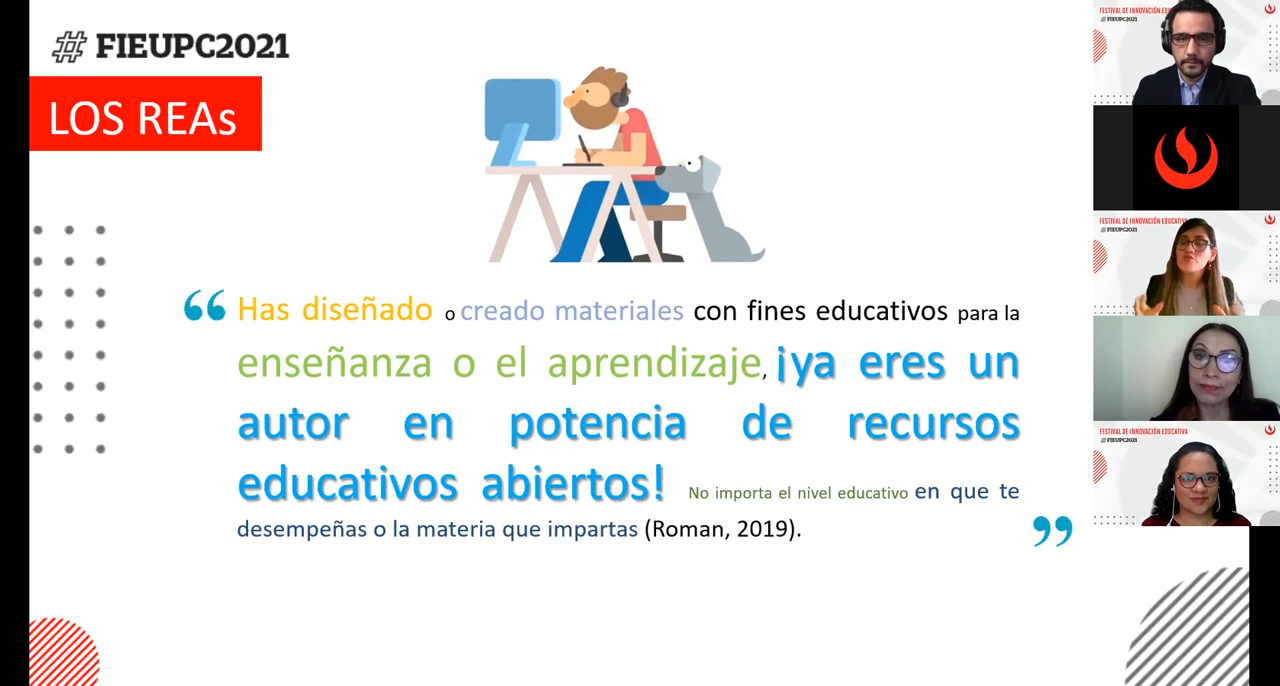 # FIEUPC2021
LOS REAs
“ Has diseñado o creado materiales con fines educativos para la
enseñanza o el aprendizaje, ¡ya eres un
autor en potencia de recursos
educativos abiertos! No importa el nivel educativo en que te
desempeñas o la materia que impartas (Roman, 2019). ”
FESTIVAL DE INNOVACIÓN EDUC
# FIEUPC2021
FESTIVAL DE INNOVACIÓN EDUCATIVA
# FIEUPC2021
FESTIVAL DE INNOVACIÓN EDUCATIVA
# FIEUPC2021